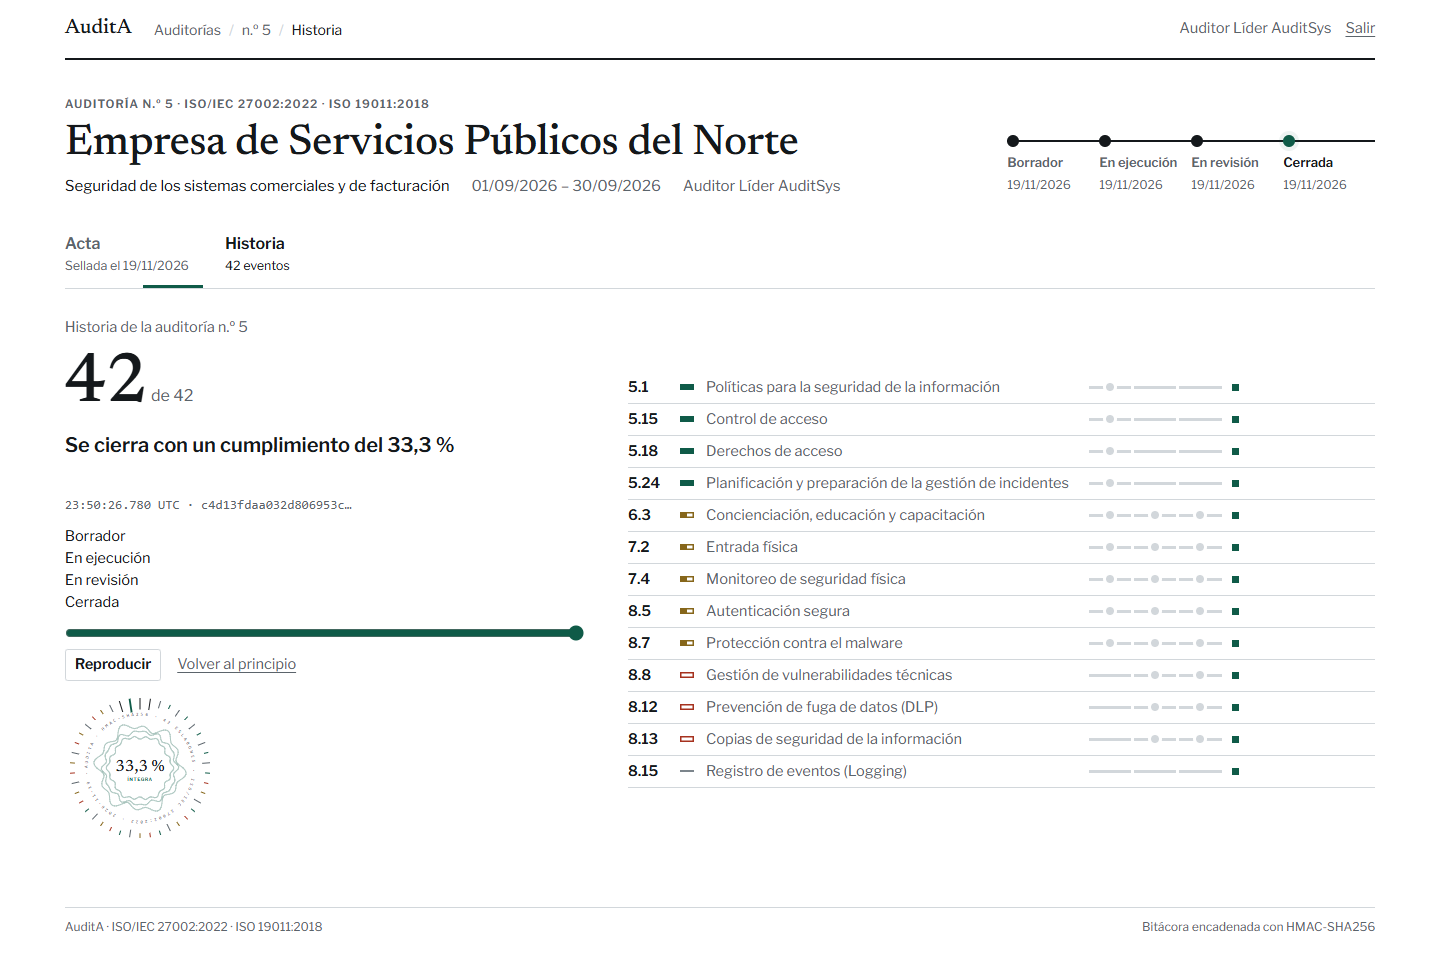 AuditA Auditorías / n.º 5 / Historia Auditor Líder AuditSys Salir
AUDITORÍA N.º 5 · ISO/IEC 27002:2022 · ISO 19011:2018
Empresa de Servicios Públicos del Norte
Seguridad de los sistemas comerciales y de facturación 01/09/2026 – 30/09/2026 Auditor Líder AuditSys
Borrador En ejecución En revisión Cerrada
19/11/2026 19/11/2026 19/11/2026 19/11/2026
Acta Historia
Sellada el 19/11/2026 42 eventos
Historia de la auditoría n.º 5
42 de 42
Se cierra con un cumplimiento del 33,3 %
23:50:26.780 UTC · c4d13fdaa032d806953c…
Borrador
En ejecución
En revisión
Cerrada
Reproducir Volver al principio
33,3 %
ÍNTEGRA
5.1 Políticas para la seguridad de la información
5.15 Control de acceso
5.18 Derechos de acceso
5.24 Planificación y preparación de la gestión de incidentes
6.3 Concienciación, educación y capacitación
7.2 Entrada física
7.4 Monitoreo de seguridad física
8.5 Autenticación segura
8.7 Protección contra el malware
8.8 Gestión de vulnerabilidades técnicas
8.12 Prevención de fuga de datos (DLP)
8.13 Copias de seguridad de la información
8.15 Registro de eventos (Logging)
AuditA · ISO/IEC 27002:2022 · ISO 19011:2018 Bitácora encadenada con HMAC-SHA256